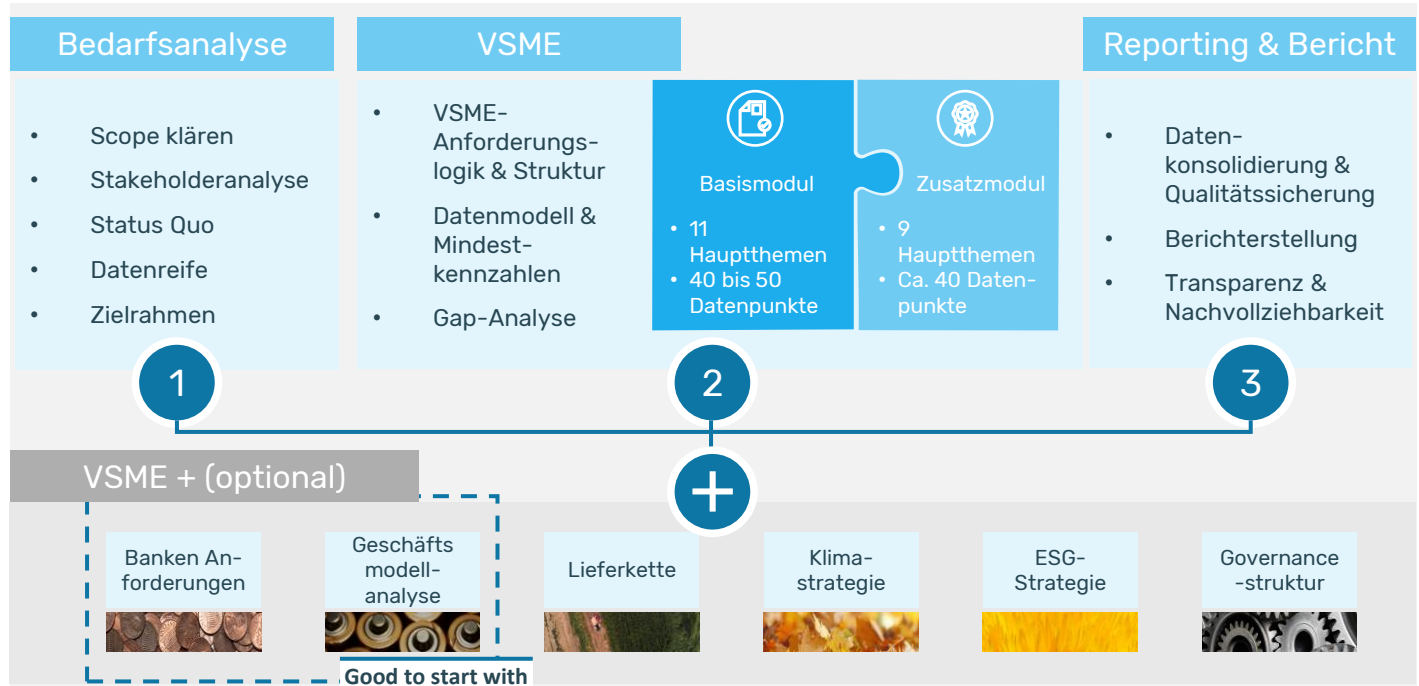 Bedarfsanalyse
• Scope klären
• Stakeholderanalyse
• Status Quo
• Datenreife
• Zielrahmen
1
VSME
• VSME-
Anforderungs-
logik & Struktur
• Datenmodell &
Mindest-
kennzahlen
• Gap-Analyse
Basismodul
• 11
Hauptthemen
• 40 bis 50
Datenpunkte
Zusatzmodul
• 9
Hauptthemen
• Ca. 40 Daten-
punkte
2
Reporting & Bericht
• Daten-
konsolidierung &
Qualitätssicherung
• Berichterstellung
• Transparenz &
Nachvollziehbarkeit
3
+
VSME + (optional)
Banken An-
forderungen
Geschäfts
modell-
analyse
Lieferkette
Klima-
strategie
ESG-
Strategie
Governance
-struktur
Good to start with